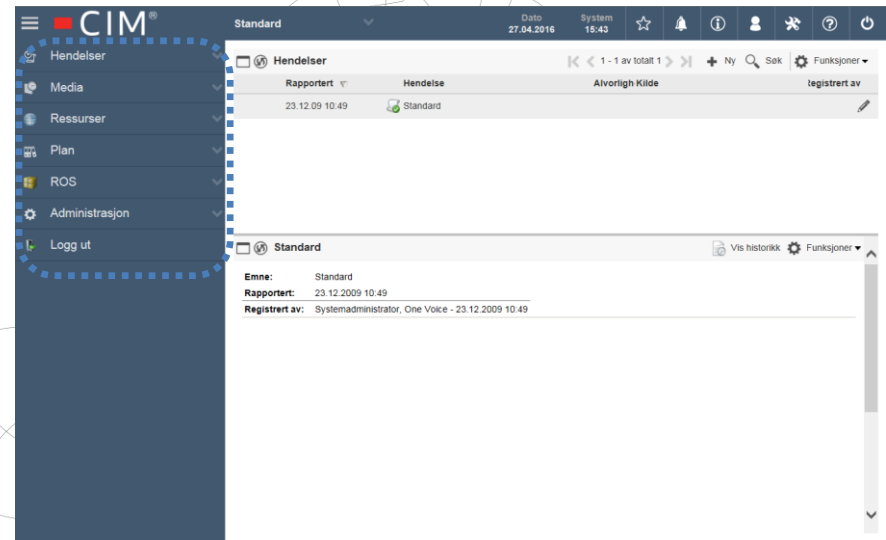 CIM®
Standard
Dato
27.04.2016
System
15:43
Hendelser
Media
Ressurser
Plan
ROS
Administrasjon
Logg ut
Hendelser
1 - 1 av totalt 1
Ny
Søk
Funksjoner
Rapportert Hendelse Alvorligh Kilde legistrert av
23.12.09 10:49 Standard
Standard
Vis historikk
Funksjoner
Emne: Standard
Rapportert: 23.12.2009 10:49
Registrert av: Systemadministrator, One Voice - 23.12.2009 10:49